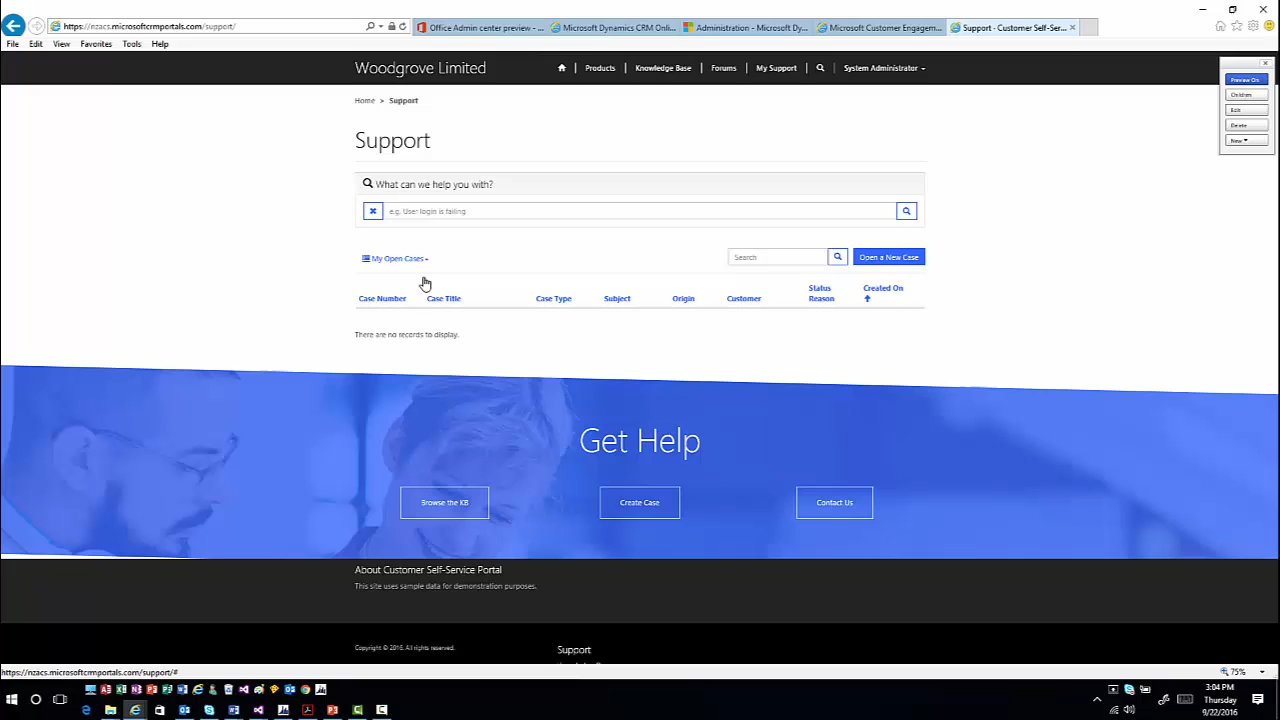 https://nzacs.microsoftcrmportals.com/support/
Office Admin center preview - ...
Microsoft Dynamics CRM Onli...
Administration - Microsoft Dy...
Microsoft Customer Engagem...
Support - Customer Self-Ser...
File Edit View Favorites Tools Help
Woodgrove Limited
Products Knowledge Base Forums My Support System Administrator
Preview On
Children
Edit
Delete
New
Home > Support
Support
What can we help you with?
e.g. User login is failing
My Open Cases
Search
Open a New Case
Case Number Case Title Case Type Subject Origin Customer Status Reason Created On
There are no records to display.
Get Help
Browse the KB
Create Case
Contact Us
About Customer Self-Service Portal
This site uses sample data for demonstration purposes.
Copyright © 2016. All rights reserved.
Support
https://nzacs.microsoftcrmportals.com/support/#
75%
3:04 PM
Thursday
9/22/2016